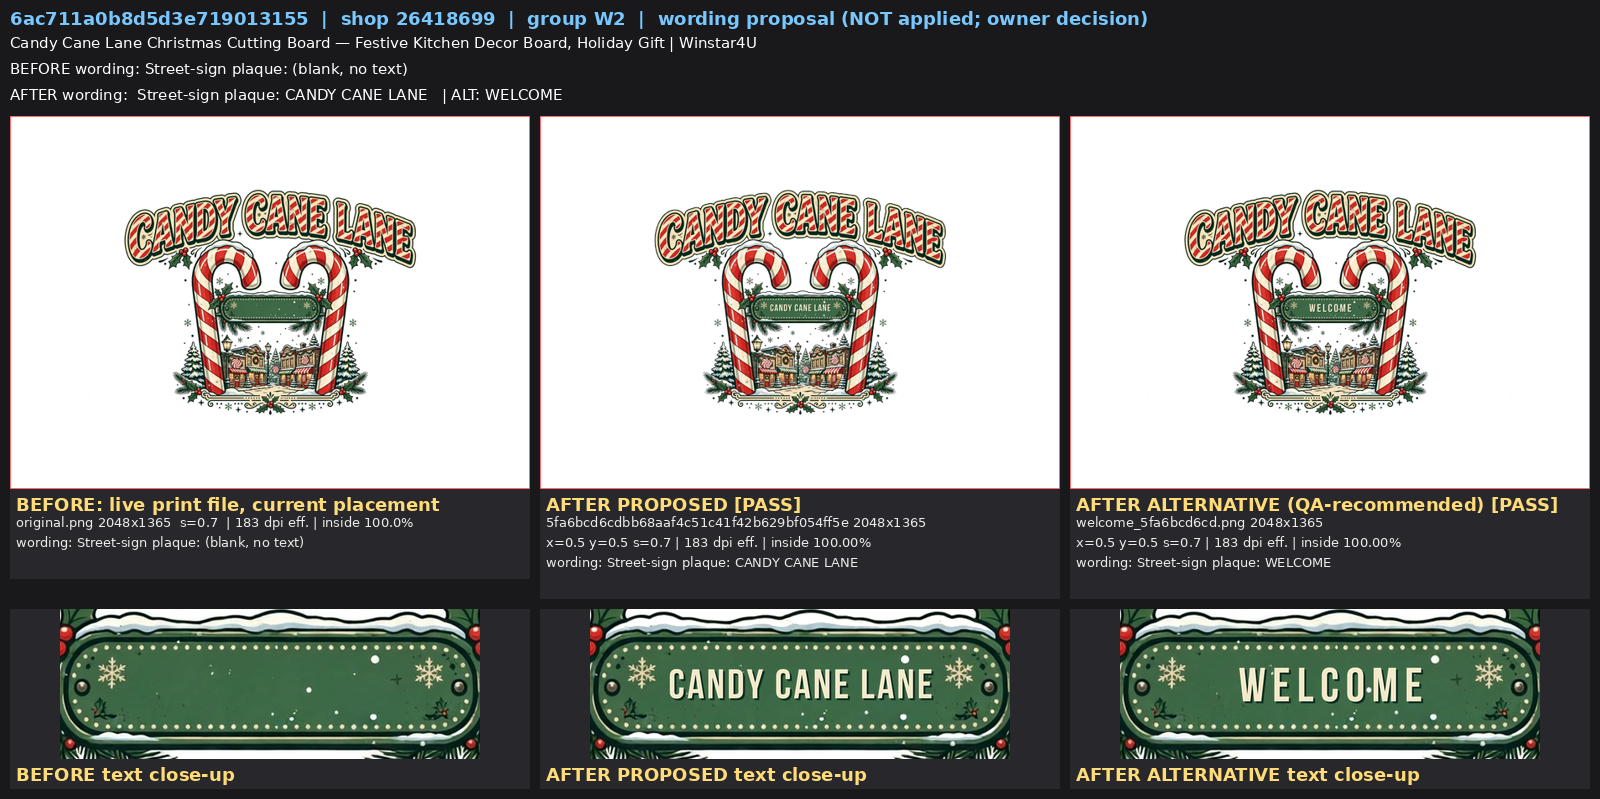 6ac711a0b8d5d3e719013155 | shop 26418699 | group W2 | wording proposal (NOT applied; owner decision)
Candy Cane Lane Christmas Cutting Board — Festive Kitchen Decor Board, Holiday Gift | Winstar4U
BEFORE wording: Street-sign plaque: (blank, no text)
AFTER wording: Street-sign plaque: CANDY CANE LANE | ALT: WELCOME
CANDY CANE LANE
CANDY CANE LANE
CANDY CANE LANE
CANDY CANE LANE
WELCOME
BEFORE: live print file, current placement
original.png 2048x1365 s=0.7 | 183 dpi eff. | inside 100.0%
wording: Street-sign plaque: (blank, no text)
AFTER PROPOSED [PASS]
5fa6bcd6cdbb68aaf4c51c41f42b629bf054ff5e 2048x1365
x=0.5 y=0.5 s=0.7 | 183 dpi eff. | inside 100.00%
wording: Street-sign plaque: CANDY CANE LANE
AFTER ALTERNATIVE (QA-recommended) [PASS]
welcome_5fa6bcd6cd.png 2048x1365
x=0.5 y=0.5 s=0.7 | 183 dpi eff. | inside 100.00%
wording: Street-sign plaque: WELCOME
BEFORE text close-up
CANDY CANE LANE
AFTER PROPOSED text close-up
WELCOME
AFTER ALTERNATIVE text close-up